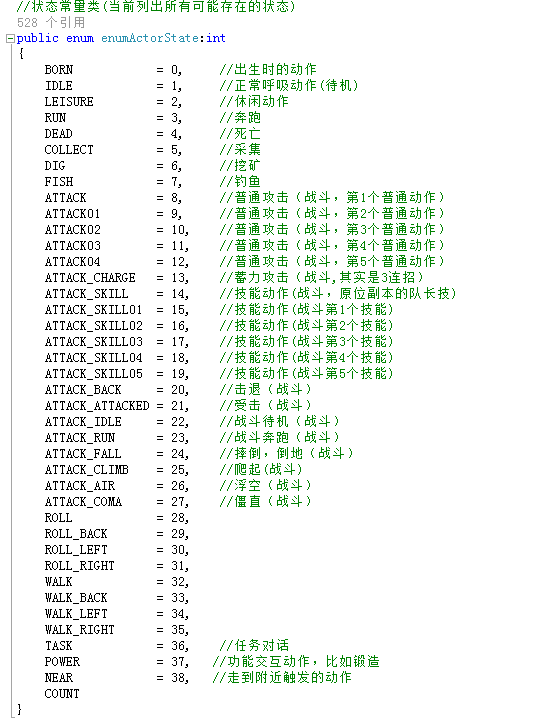 //状态常量类(当前列出所有可能存在的状态)
528 个引用
public enum enumActorState:int
{
BORN = 0, //出生时的动作
IDLE = 1, //正常呼吸动作(待机)
LEISURE = 2, //休闲动作
RUN = 3, //奔跑
DEAD = 4, //死亡
COLLECT = 5, //采集
DIG = 6, //挖矿
FISH = 7, //钓鱼
ATTACK = 8, //普通攻击（战斗，第1个普通动作）
ATTACK01 = 9, //普通攻击（战斗，第2个普通动作）
ATTACK02 = 10, //普通攻击（战斗，第3个普通动作）
ATTACK03 = 11, //普通攻击（战斗，第4个普通动作）
ATTACK04 = 12, //普通攻击（战斗，第5个普通动作）
ATTACK_CHARGE = 13, //蓄力攻击（战斗,其实是3连招）
ATTACK_SKILL = 14, //技能动作(战斗，原位副本的队长技)
ATTACK_SKILL01 = 15, //技能动作(战斗第1个技能)
ATTACK_SKILL02 = 16, //技能动作(战斗第2个技能)
ATTACK_SKILL03 = 17, //技能动作(战斗第3个技能)
ATTACK_SKILL04 = 18, //技能动作(战斗第4个技能)
ATTACK_SKILL05 = 19, //技能动作(战斗第5个技能)
ATTACK_BACK = 20, //击退（战斗）
ATTACK_ATTACKED = 21, //受击（战斗）
ATTACK_IDLE = 22, //战斗待机（战斗）
ATTACK_RUN = 23, //战斗奔跑（战斗）
ATTACK_FALL = 24, //摔倒，倒地（战斗）
ATTACK_CLIMB = 25, //爬起(战斗)
ATTACK_AIR = 26, //浮空（战斗）
ATTACK_COMA = 27, //僵直（战斗）
ROLL = 28,
ROLL_BACK = 29,
ROLL_LEFT = 30,
ROLL_RIGHT = 31,
WALK = 32,
WALK_BACK = 33,
WALK_LEFT = 34,
WALK_RIGHT = 35,
TASK = 36, //任务对话
POWER = 37, //功能交互动作，比如锻造
NEAR = 38, //走到附近触发的动作
COUNT
}